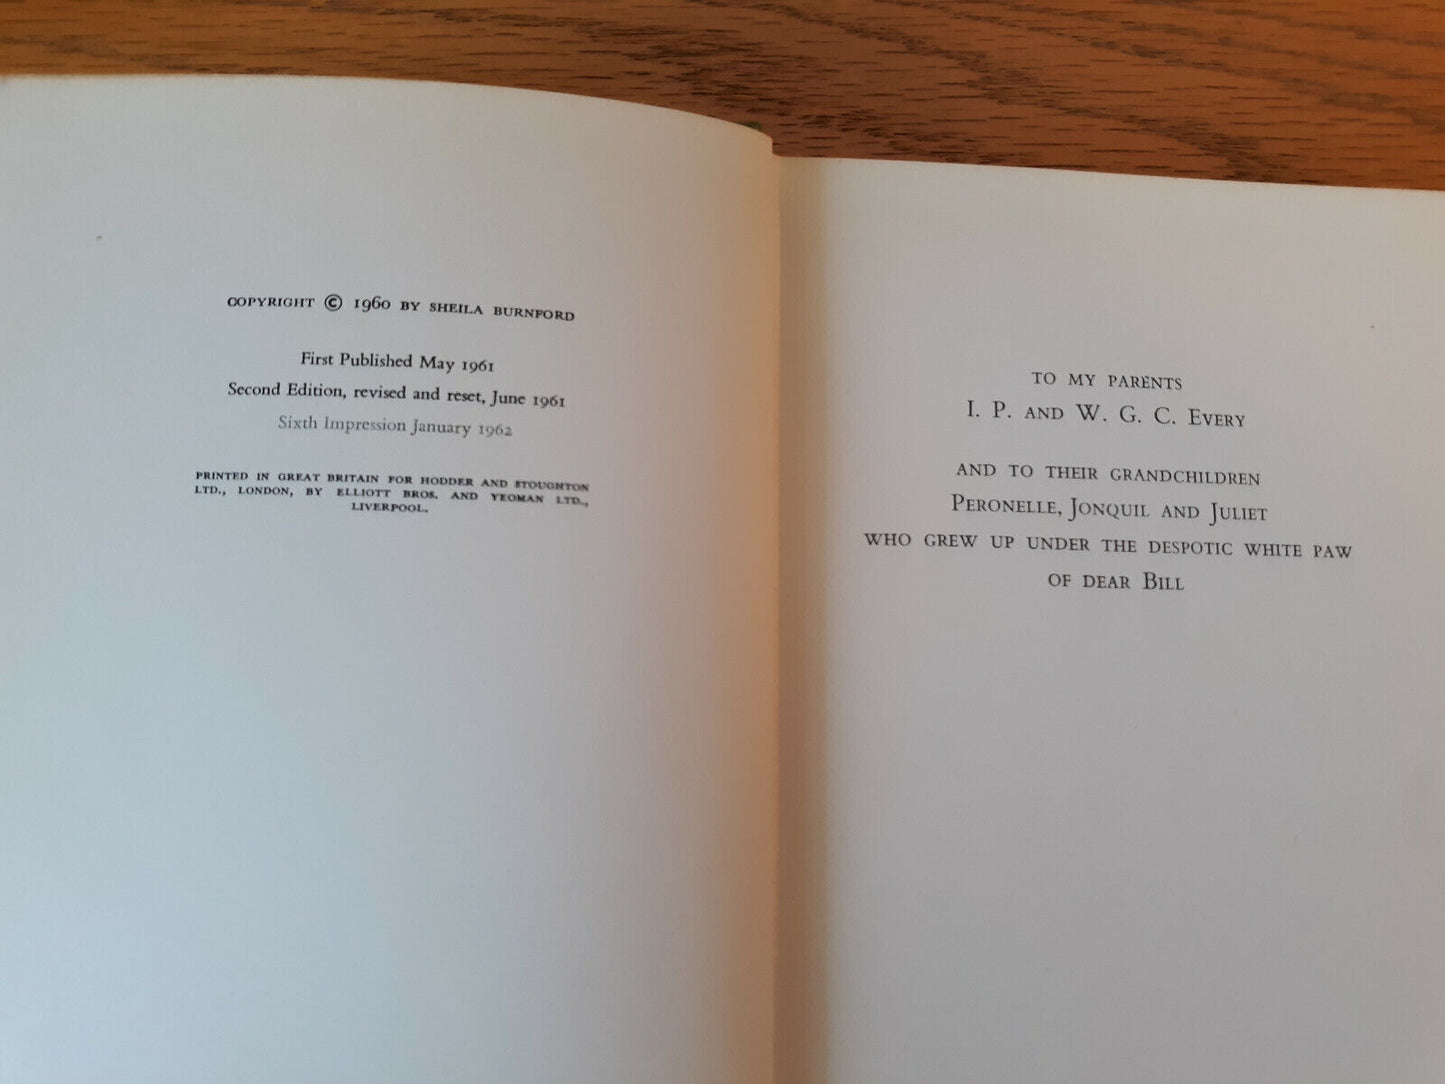 COPYRIGHT © 1960 BY SHEILA BURNFORD
First Published May 1961
Second Edition, revised and reset, June 1961
Sixth Impression January 1962
PRINTED IN GREAT BRITAIN FOR HODDER AND STOUGHTON
LTD., LONDON, BY ELLIOTT BROS. AND YEOMAN LTD.,
LIVERPOOL.
TO MY PARENTS
I. P. AND W. G. C. EVERY
AND TO THEIR GRANDCHILDREN
PERONELLE, JONQUIL AND JULIET
WHO GREW UP UNDER THE DESPOTIC WHITE PAW
OF DEAR BILL